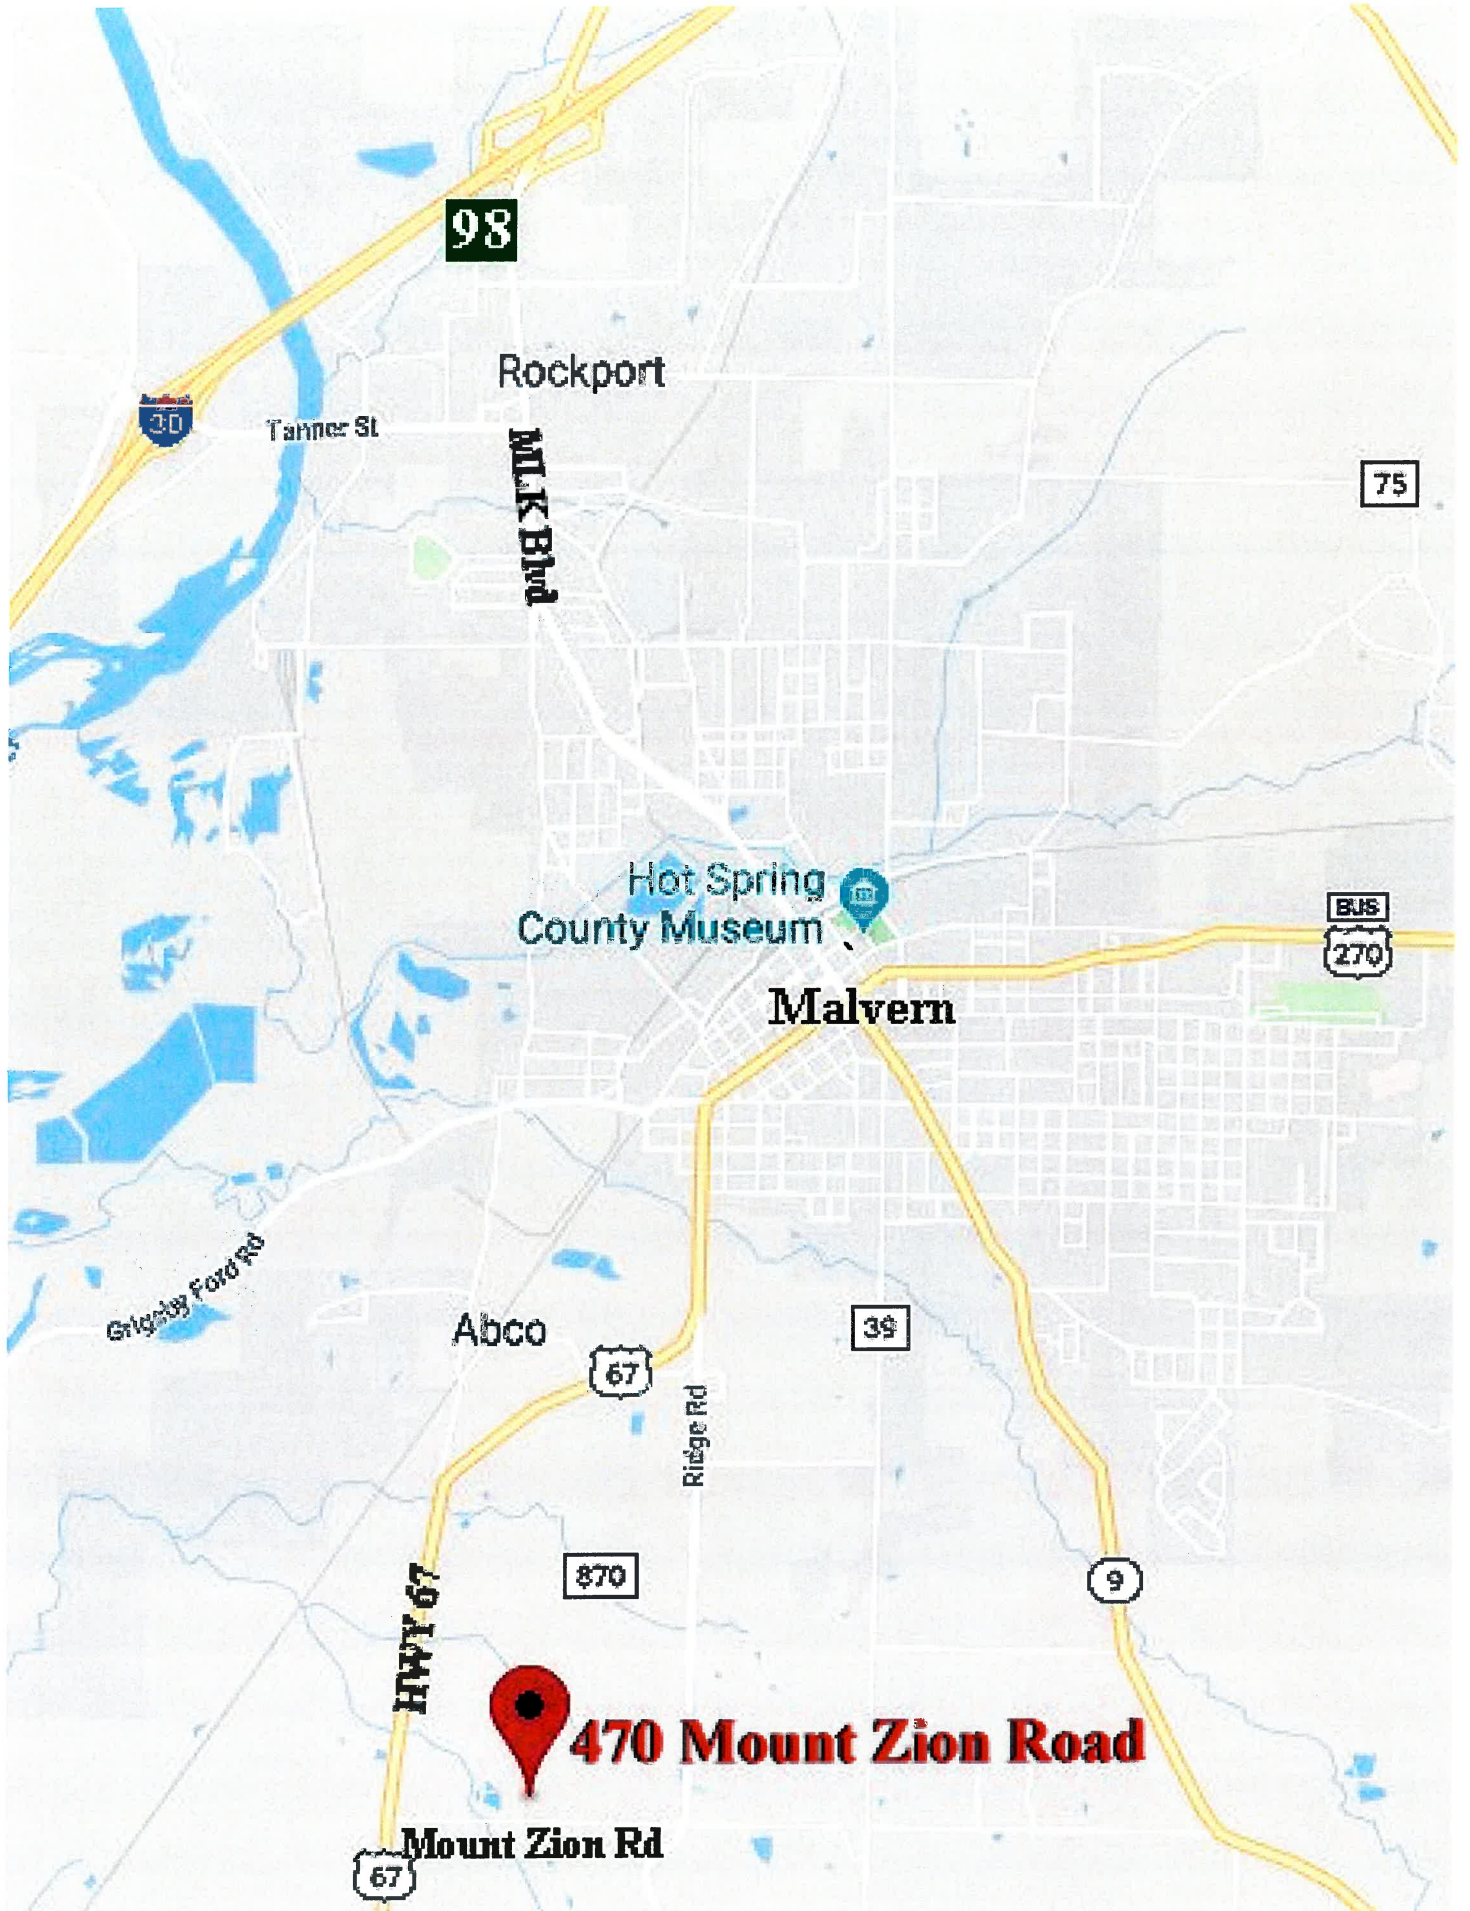 98
Rockport
30
Tanner St
MLK Blvd
75
Hot Spring
County Museum
BUS
270
Malvern
Grigsby Ford Rd
Abco
39
67
Ridge Rd
870
9
HWY 67
470 Mount Zion Road
Mount Zion Rd
67